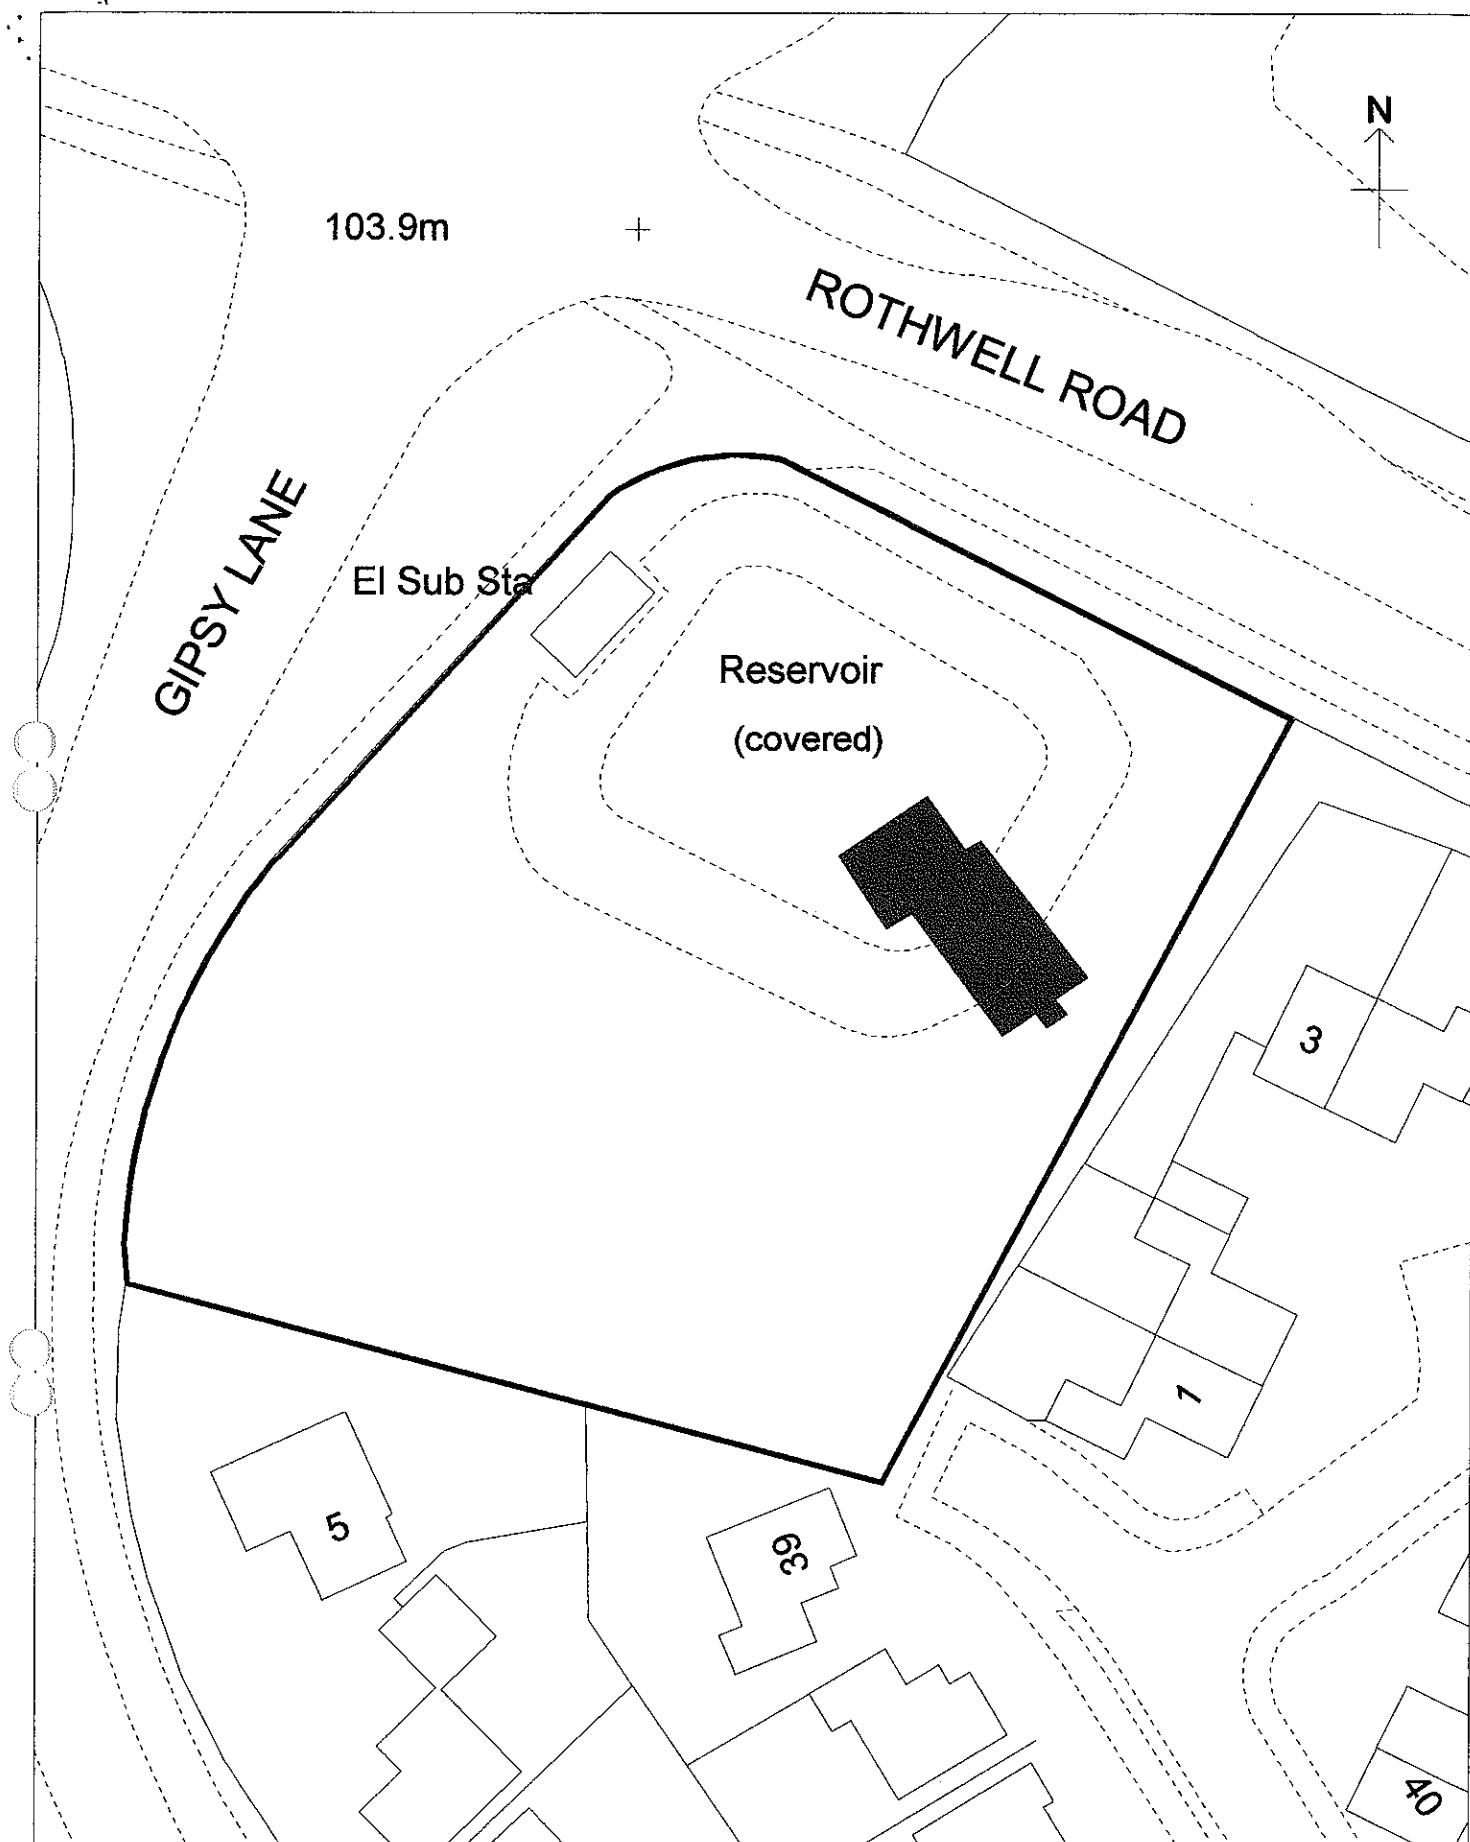 N
103.9m
ROTHWELL ROAD
GIPSY LANE
El Sub Sta
Reservoir
(covered)
3
1
5
39
40